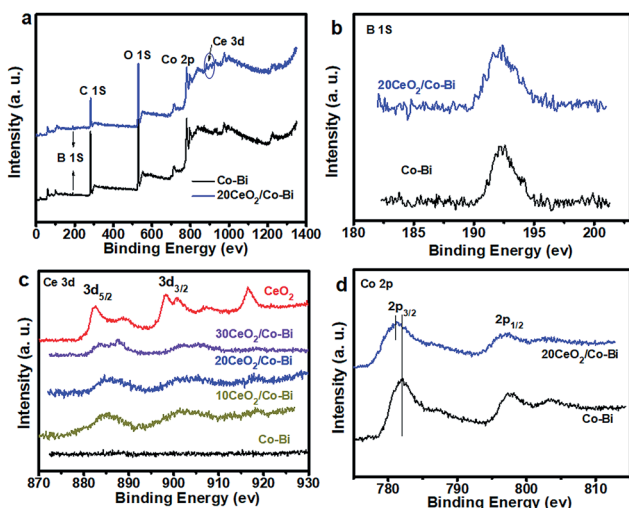 a
Intensity (a. u.)
O 1S
Co 2p
Ce 3d
C 1S
B 1S
Co-Bi
20CeO2/Co-Bi
0 200 400 600 800 1000 1200 1400
Binding Energy (ev)
b
B 1S
Intensity (a. u.)
20CeO2/Co-Bi
Co-Bi
180 185 190 195 200
Binding Energy (ev)
c
Ce 3d
Intensity (a. u.)
3d5/2
3d3/2
CeO2
30CeO2/Co-Bi
20CeO2/Co-Bi
10CeO2/Co-Bi
Co-Bi
870 880 890 900 910 920 930
Binding Energy (ev)
d
Co 2p
Intensity (a. u.)
2p3/2
2p1/2
20CeO2/Co-Bi
Co-Bi
780 790 800 810
Binding Energy (ev)